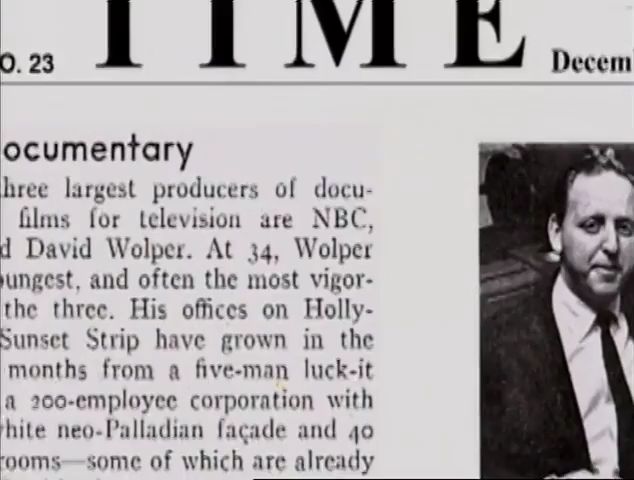 TIME
O. 23
Decem
ocumentary
hree largest producers of docu-
films for television are NBC,
d David Wolper. At 34, Wolper
oungest, and often the most vigor-
the three. His offices on Holly-
Sunset Strip have grown in the
months from a five-man luck-it
a 200-employee corporation with
white neo-Palladian façade and 40
rooms—some of which are already